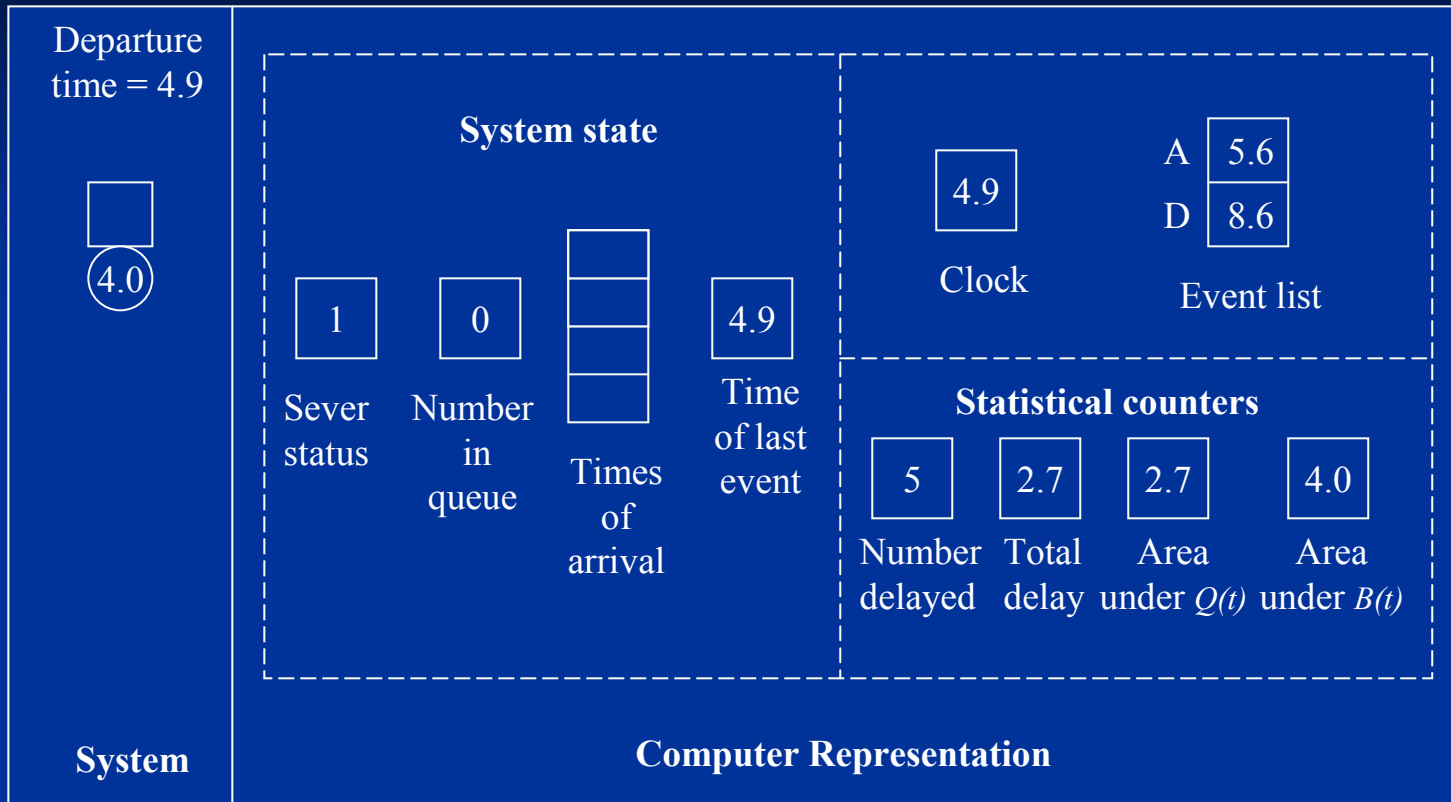 Departure
time = 4.9
4.0
System
System state
1
Sever
status
0
Number
in
queue
Times
of
arrival
4.9
Time
of last
event
4.9
Clock
A 5.6
D 8.6
Event list
Statistical counters
5
Number
delayed
2.7
Total
delay
2.7
Area
under Q(t)
4.0
Area
under B(t)
Computer Representation